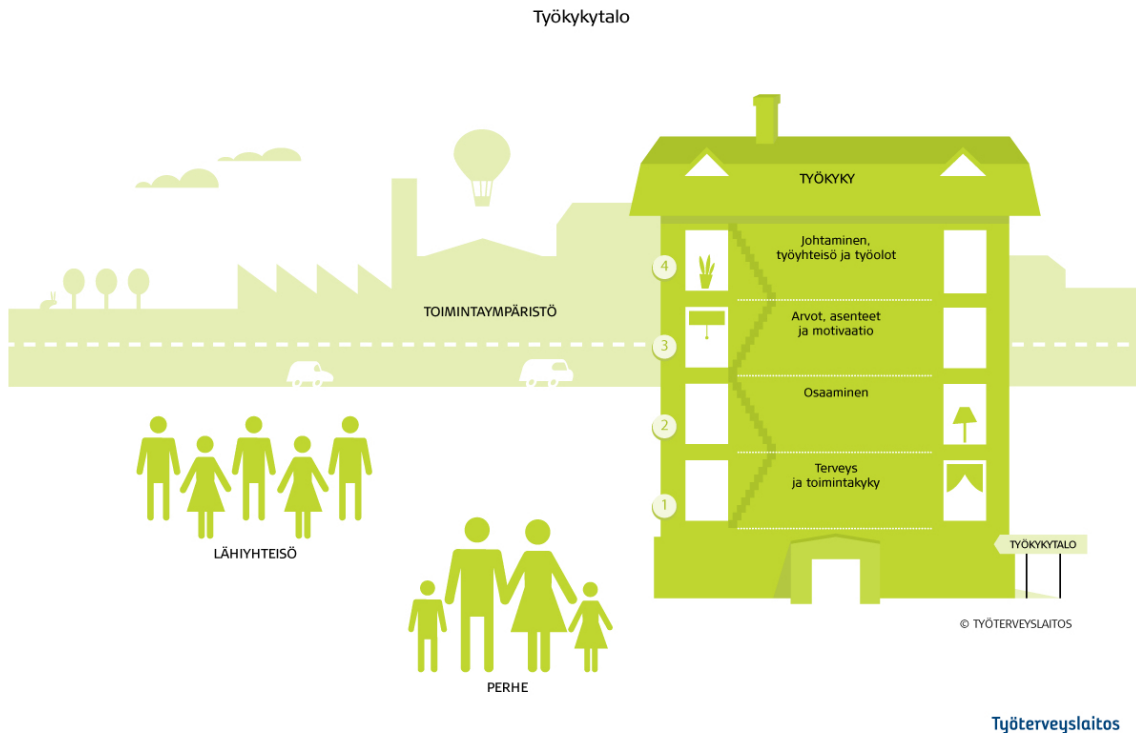 Työkykytalo
TYÖKYKY
4
Johtaminen,
työyhteisö ja työolot
TOIMINTAYMPÄRISTÖ
3
Arvot, asenteet
ja motivaatio
2
Osaaminen
1
Terveys
ja toimintakyky
LÄHIYHTEISÖ
TYÖKYKYTALO
© TYÖTERVEYSLAITOS
PERHE
Työterveyslaitos